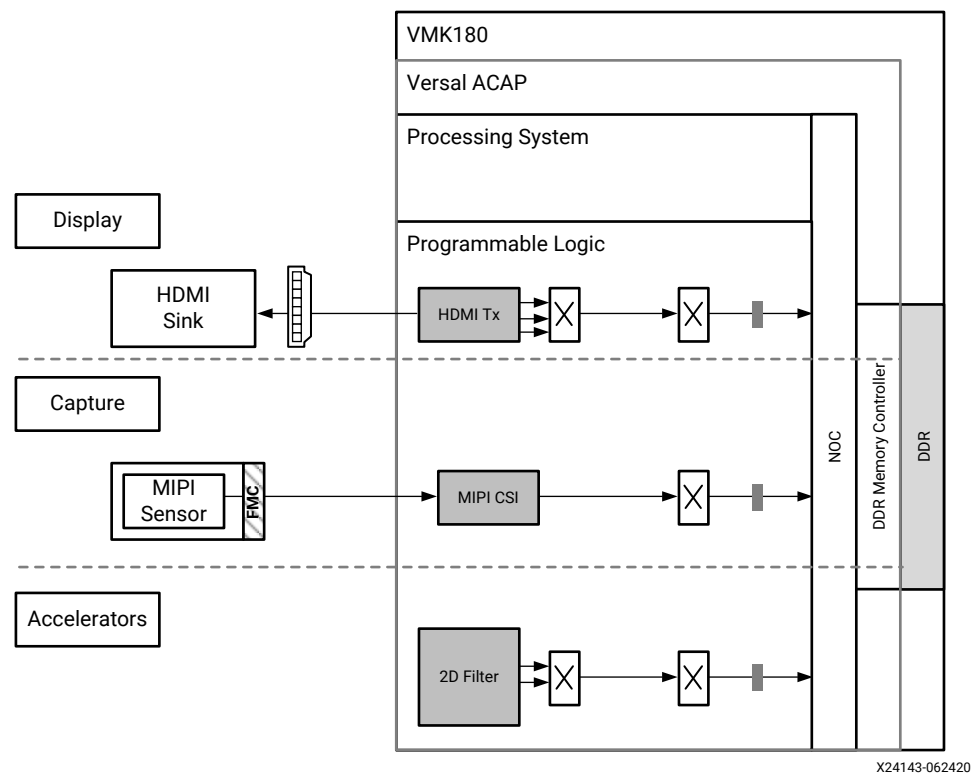 VMK180
Versal ACAP
Processing System
Display
Programmable Logic
HDMI
Sink
HDMI Tx
Capture
MIPI
Sensor
FMC
MIPI CSI
NOC
DDR Memory Controller
DDR
Accelerators
2D Filter
X24143-062420